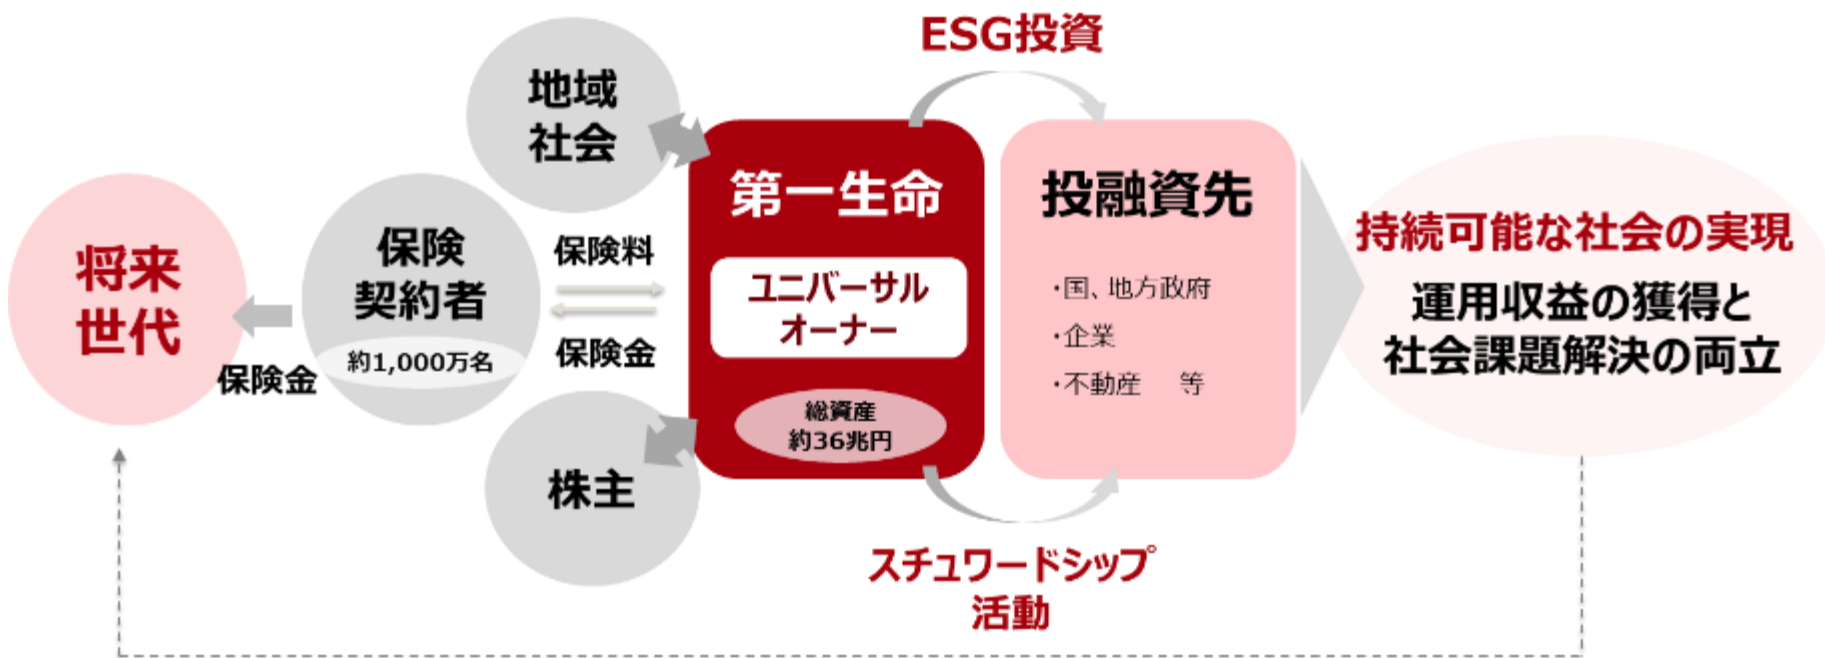 ESG投資
地域
社会
将来
世代
保険金
保険
契約者
約1,000万名
保険料
保険金
株主
第一生命
ユニバーサル
オーナー
総資産
約36兆円
投融資先
・国、地方政府
・企業
・不動産　等
スチュワードシップ
活動
持続可能な社会の実現
運用収益の獲得と
社会課題解決の両立